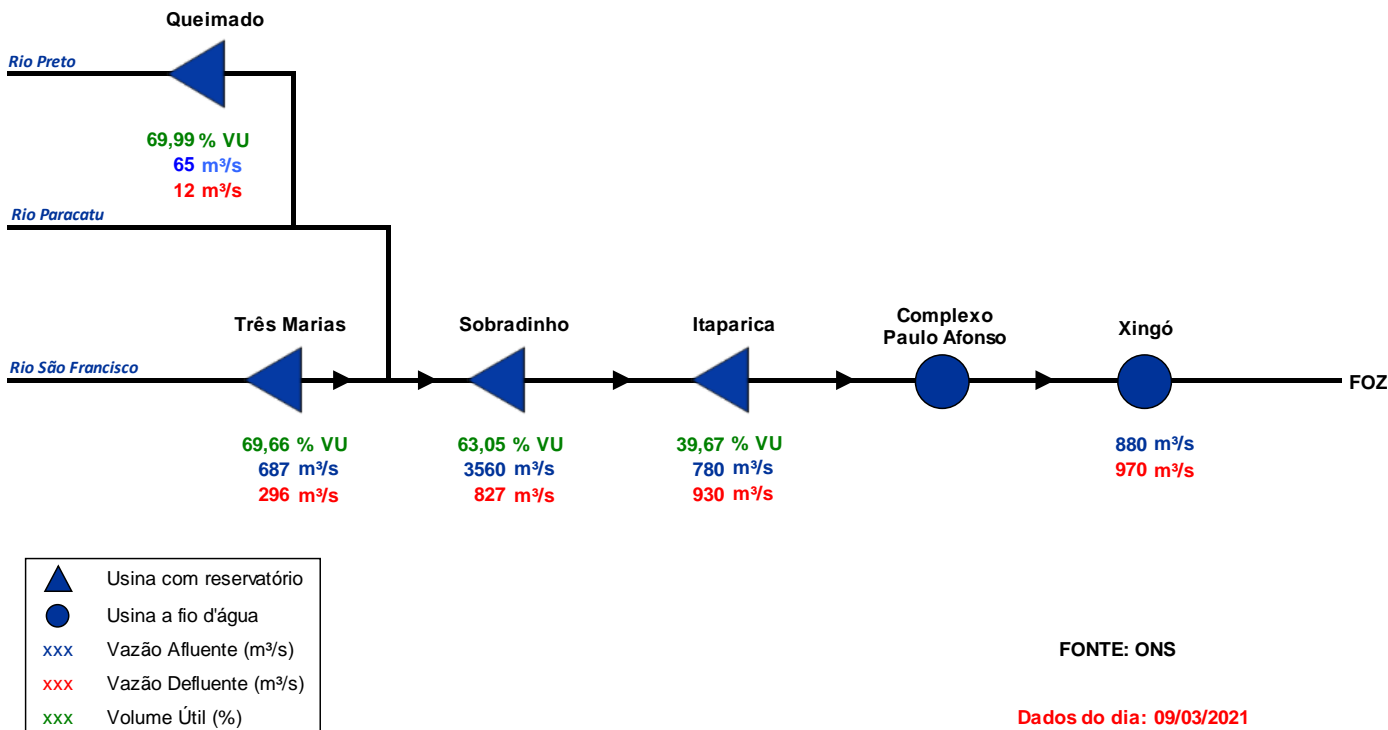 Queimado
Rio Preto
69,99 % VU
65 m³/s
12 m³/s
Rio Paracatu
Três Marias
Sobradinho
Itaparica
Complexo
Paulo Afonso
Xingó
Rio São Francisco
FOZ
69,66 % VU
687 m³/s
296 m³/s
63,05 % VU
3560 m³/s
827 m³/s
39,67 % VU
780 m³/s
930 m³/s
880 m³/s
970 m³/s
Usina com reservatório
Usina a fio d'água
xxx Vazão Afluente (m³/s)
xxx Vazão Defluente (m³/s)
xxx Volume Útil (%)
FONTE: ONS
Dados do dia: 09/03/2021